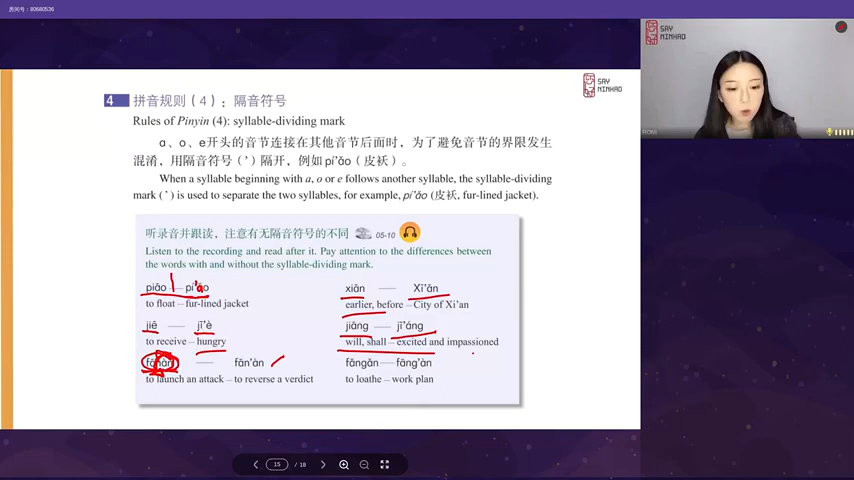 房间号: 80680536
SAY
NINHAO
SAY
NINHAO
4 拼音规则（4）：隔音符号
Rules of Pinyin (4): syllable-dividing mark
ɑ、o、e开头的音节连接在其他音节后面时，为了避免音节的界限发生
混淆，用隔音符号（’）隔开，例如 pí’ǎo（皮袄）。
When a syllable beginning with a, o or e follows another syllable, the syllable-dividing
mark (’) is used to separate the two syllables, for example, pí’ǎo (皮袄, fur-lined jacket).
听录音并跟读，注意有无隔音符号的不同 05-10
Listen to the recording and read after it. Pay attention to the differences between
the words with and without the syllable-dividing mark.
piāo – pí’ǎo xiān — Xī’ān
to float – fur-lined jacket earlier, before – City of Xi’an
jiē — jī’è jiāng — jī’áng
to receive – hungry will, shall – excited and impassioned
— fān’àn fǎngǎn — fāng’àn
to launch an attack – to reverse a verdict to loathe – work plan
15 / 18